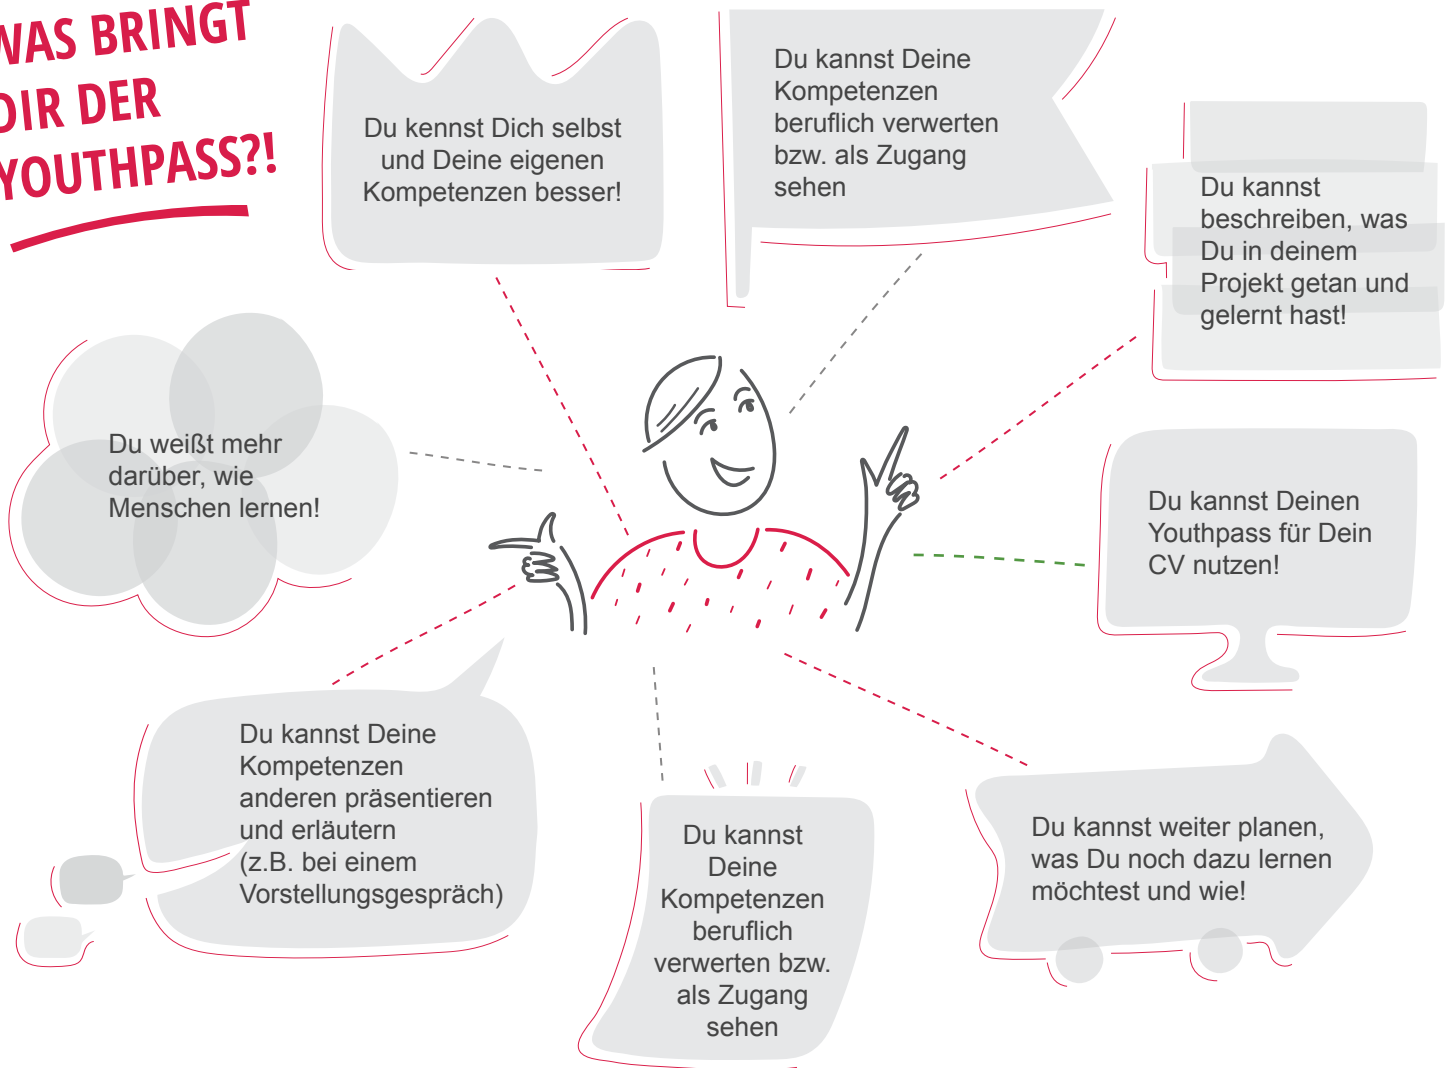 WAS BRINGT
DIR DER
YOUTHPASS?!
Du kennst Dich selbst
und Deine eigenen
Kompetenzen besser!
Du kannst Deine
Kompetenzen
beruflich verwerten
bzw. als Zugang
sehen
Du kannst
beschreiben, was
Du in deinem
Projekt getan und
gelernt hast!
Du weißt mehr
darüber, wie
Menschen lernen!
Du kannst Deinen
Youthpass für Dein
CV nutzen!
Du kannst Deine
Kompetenzen
anderen präsentieren
und erläutern
(z.B. bei einem
Vorstellungsgespräch)
Du kannst
Deine
Kompetenzen
beruflich
verwerten bzw.
als Zugang
sehen
Du kannst weiter planen,
was Du noch dazu lernen
möchtest und wie!